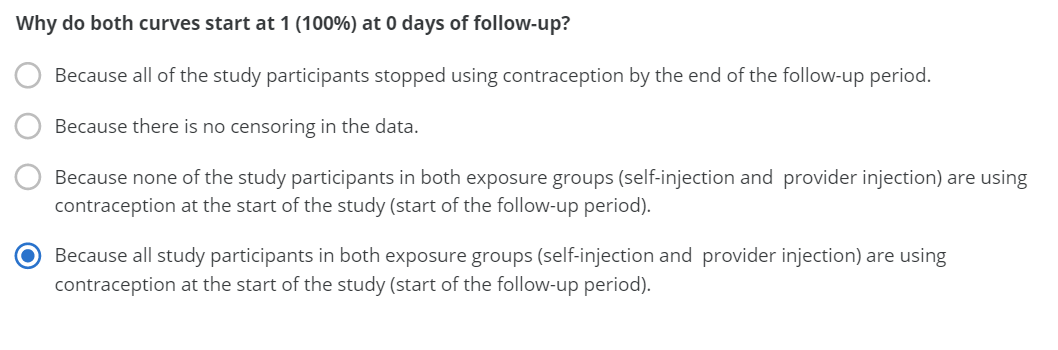 Why do both curves start at 1 (100%) at 0 days of follow-up?
Because all of the study participants stopped using contraception by the end of the follow-up period.
Because there is no censoring in the data.
Because none of the study participants in both exposure groups (self-injection and  provider injection) are using
contraception at the start of the study (start of the follow-up period).
Because all study participants in both exposure groups (self-injection and  provider injection) are using
contraception at the start of the study (start of the follow-up period).